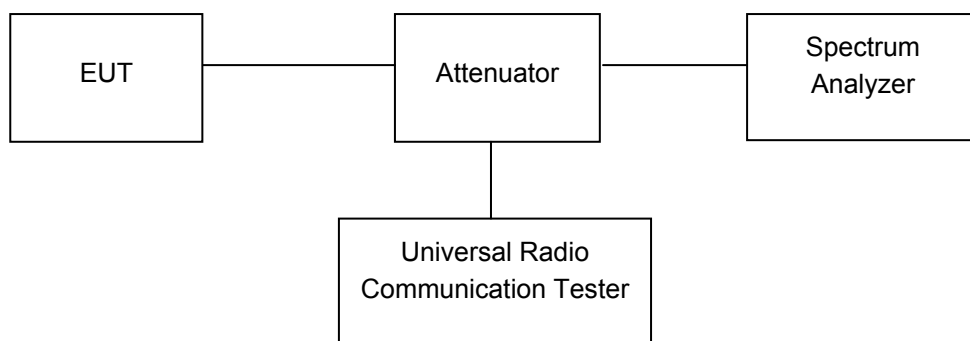 EUT
Attenuator
Spectrum
Analyzer
Universal Radio
Communication Tester